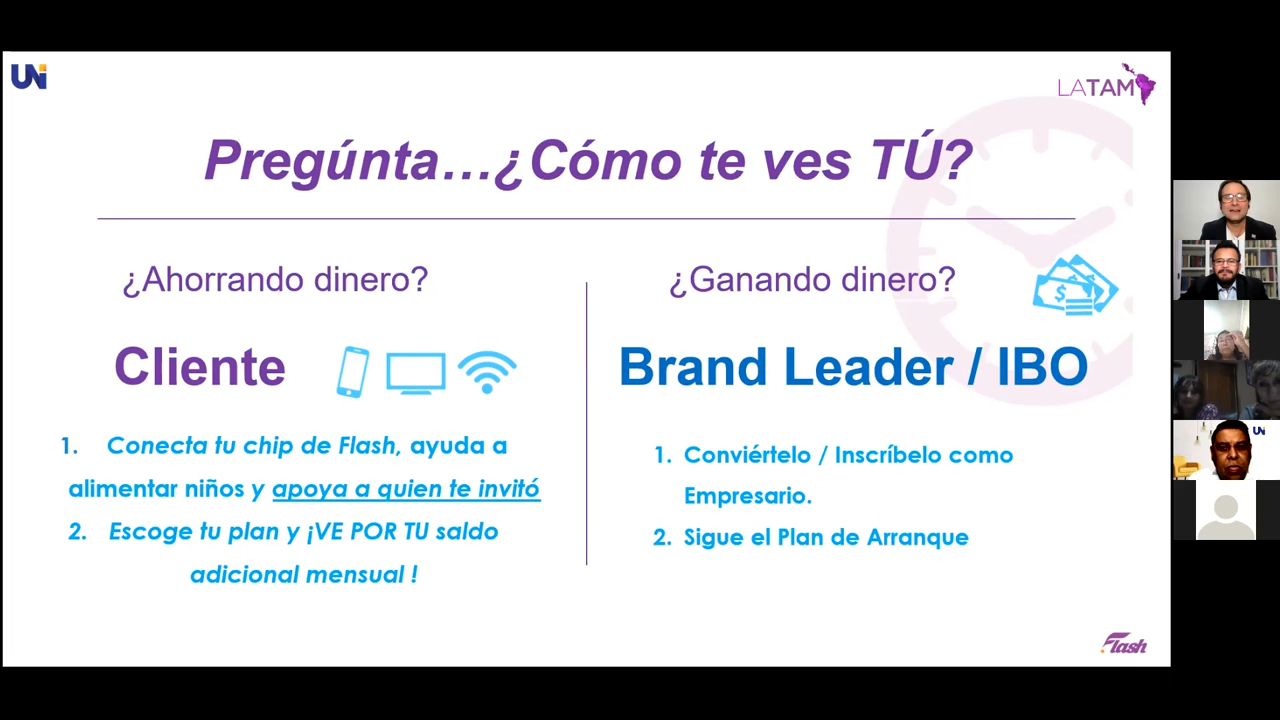 UNi
LATAM
Pregúnta...¿Cómo te ves TÚ?
¿Ahorrando dinero?
Cliente
1. Conecta tu chip de Flash, ayuda a
alimentar niños y apoya a quien te invitó
2. Escoge tu plan y ¡VE POR TU saldo
adicional mensual !
¿Ganando dinero?
Brand Leader / IBO
1. Conviértelo / Inscríbelo como
Empresario.
2. Sigue el Plan de Arranque
Flash
UNi